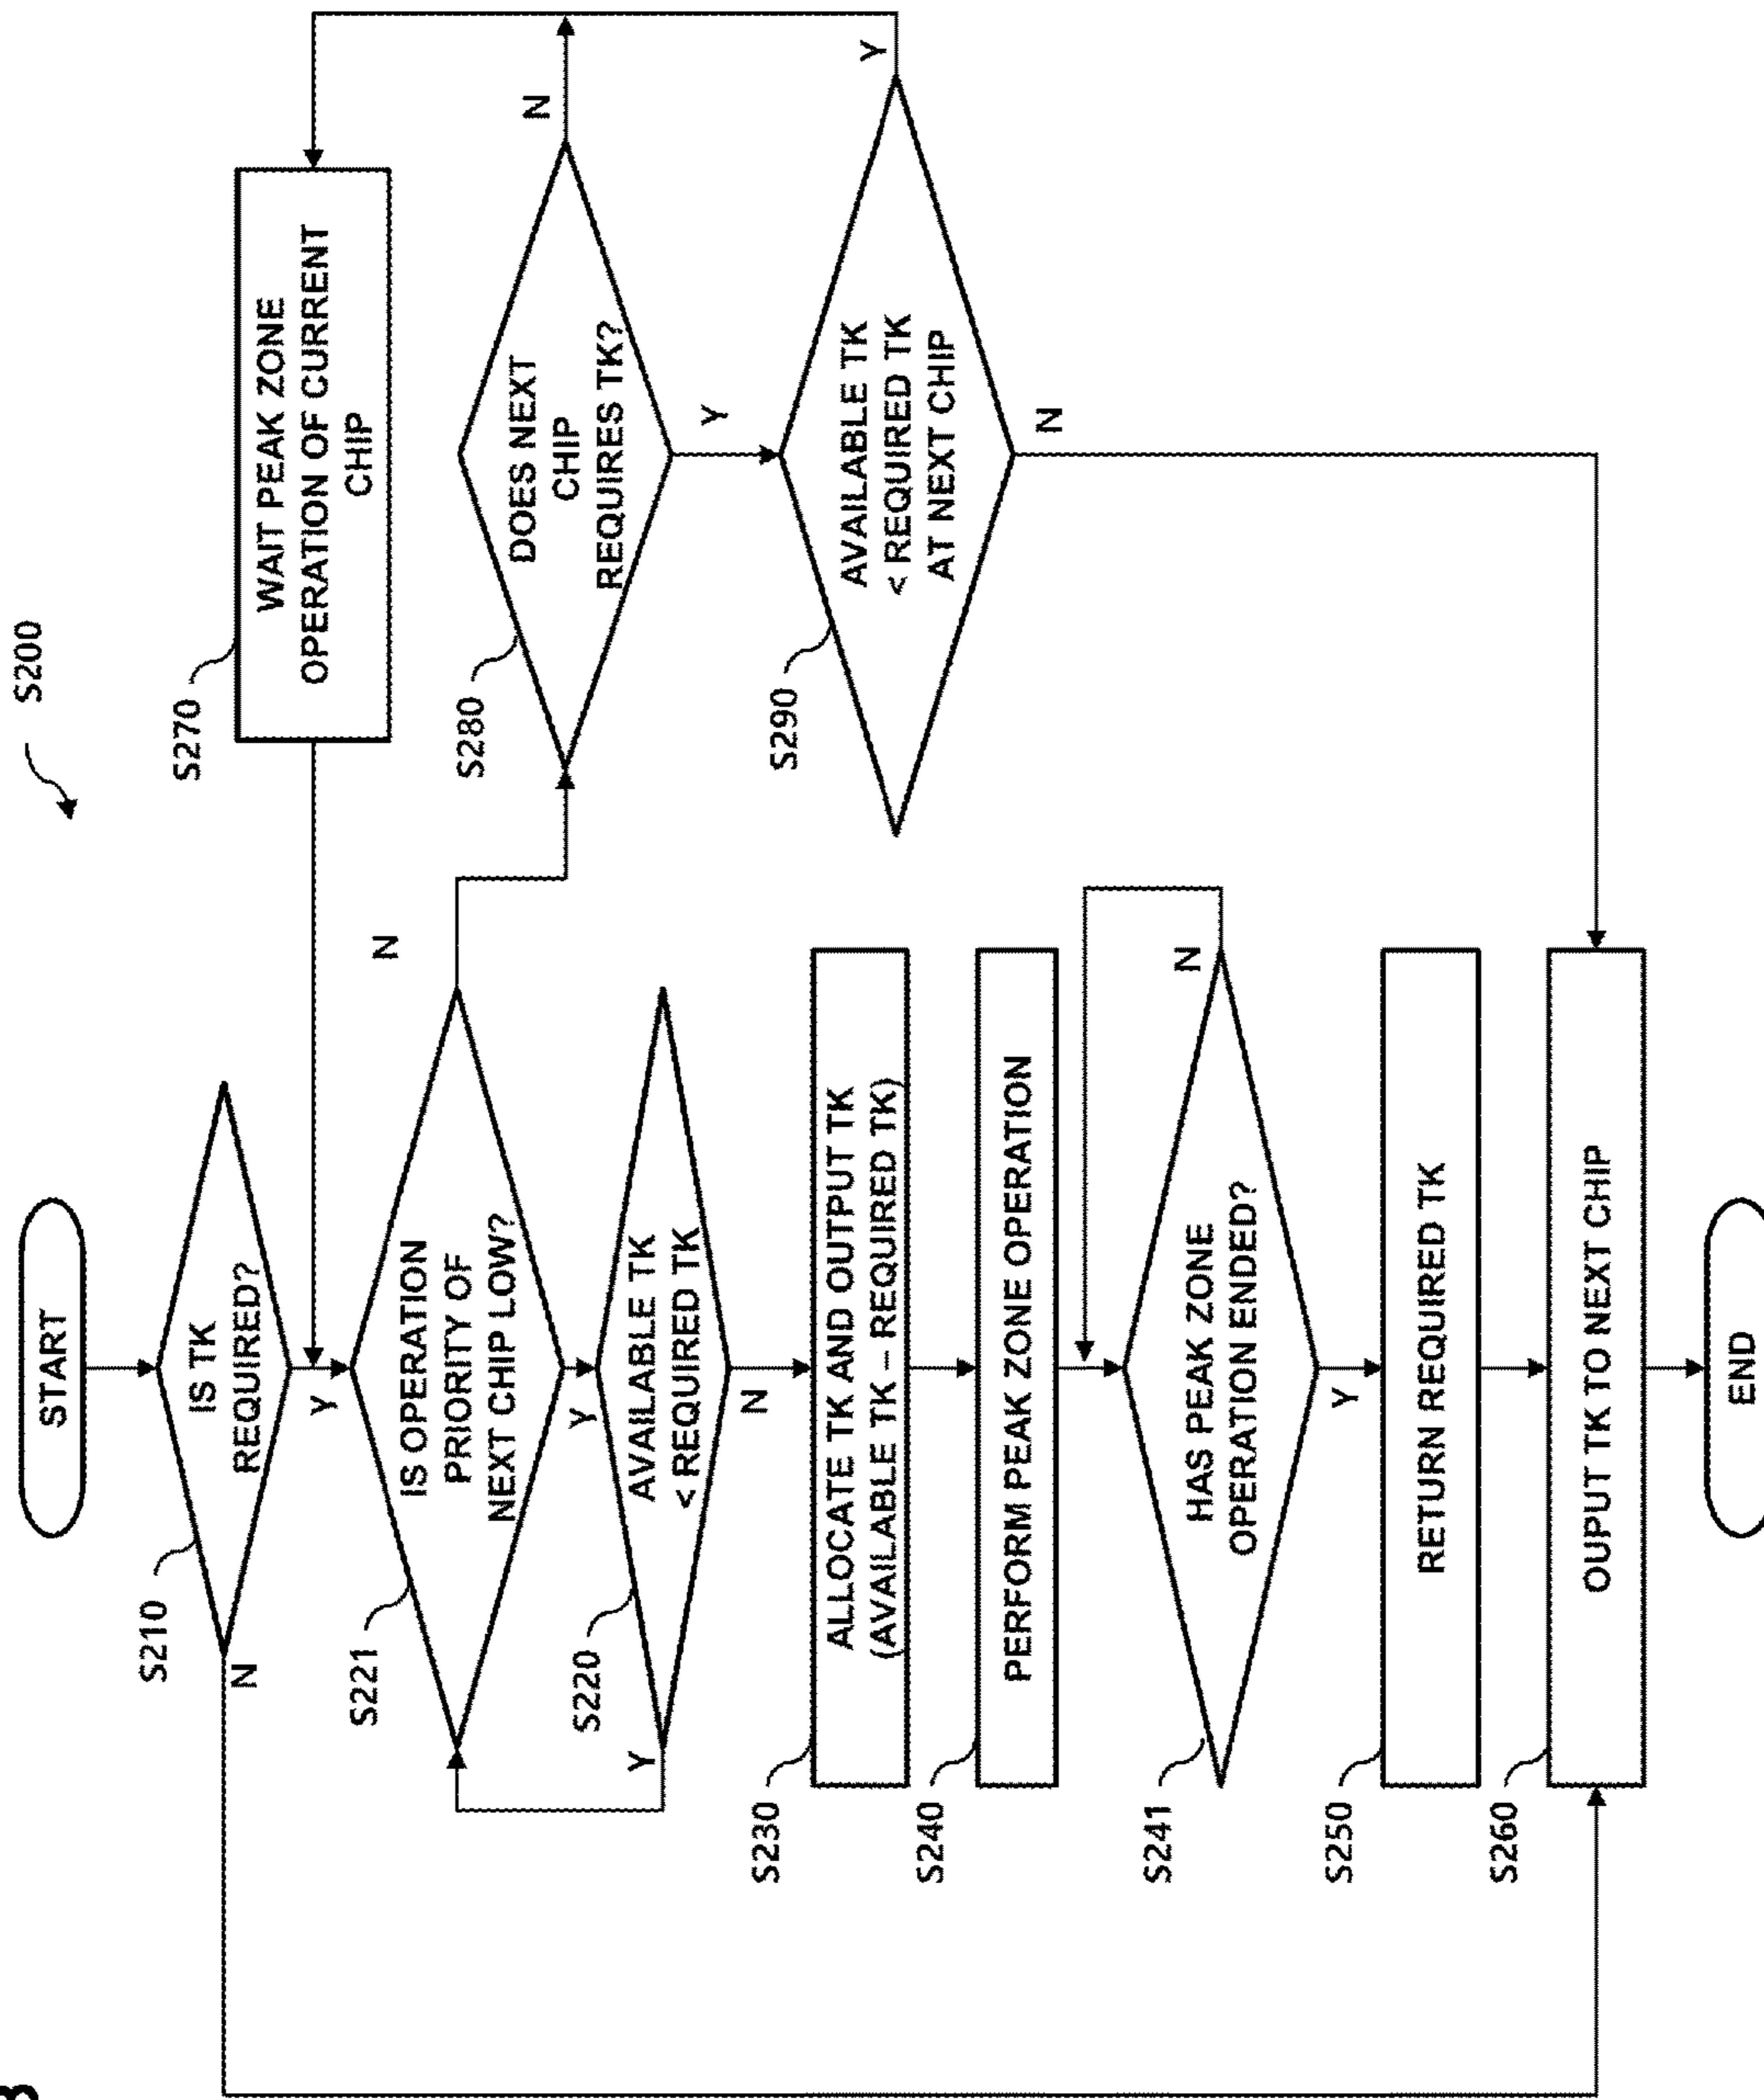 S200
START
S210
IS TK
REQUIRED?
N
Y
S221
IS OPERATION
PRIORITY OF
NEXT CHIP LOW?
N
Y
S220
AVAILABLE TK
< REQUIRED TK
Y
N
S230
ALLOCATE TK AND OUTPUT TK
(AVAILABLE TK – REQUIRED TK)
S240
PERFORM PEAK ZONE OPERATION
S241
HAS PEAK ZONE
OPERATION ENDED?
N
Y
S250
RETURN REQUIRED TK
S260
OUPUT TK TO NEXT CHIP
END
S270
WAIT PEAK ZONE
OPERATION OF CURRENT
CHIP
S280
DOES NEXT
CHIP
REQUIRES TK?
N
Y
S290
AVAILABLE TK
< REQUIRED TK
AT NEXT CHIP
Y
N